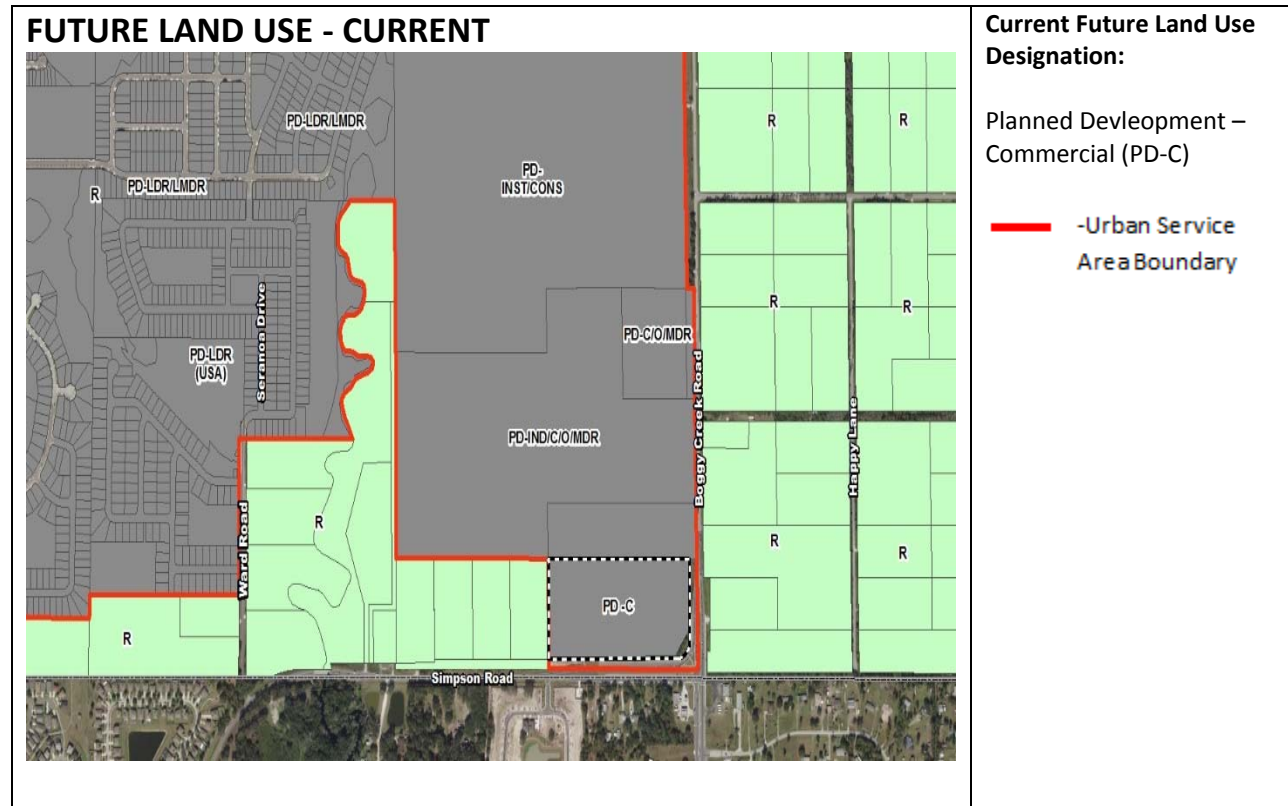 FUTURE LAND USE - CURRENT
PD-LDR/LMDR
R
R
PD-LDR/LMDR
R
PD-
INST/CONS
R
R
PD-C/O/MDR
Seranoa Drive
PD-LDR
(USA)
Boggy Creek Road
Happy Lane
PD-IND/C/O/MDR
R
Ward Road
R
R
PD-C
R
Simpson Road
Current Future Land Use
Designation:
Planned Devleopment –
Commercial (PD-C)
-Urban Service
Area Boundary